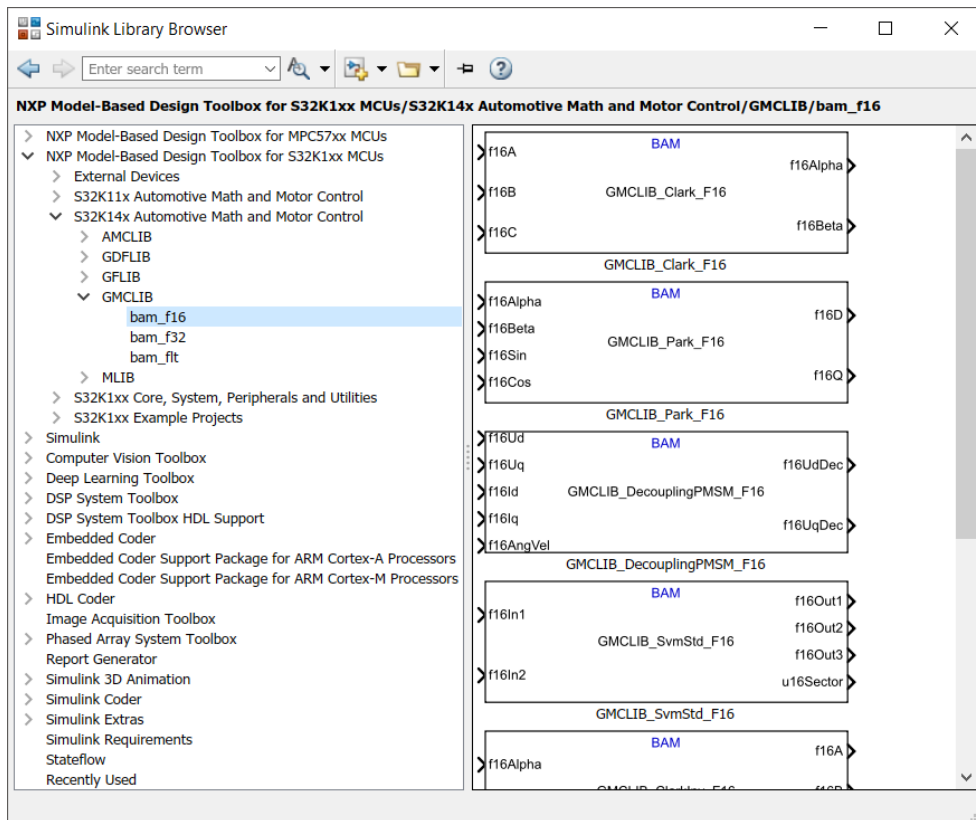 Simulink Library Browser
Enter search term
NXP Model-Based Design Toolbox for S32K1xx MCUs/S32K14x Automotive Math and Motor Control/GMCLIB/bam_f16
NXP Model-Based Design Toolbox for MPC57xx MCUs
NXP Model-Based Design Toolbox for S32K1xx MCUs
External Devices
S32K11x Automotive Math and Motor Control
S32K14x Automotive Math and Motor Control
AMCLIB
GDFLIB
GFLIB
GMCLIB
bam_f16
bam_f32
bam_flt
MLIB
S32K1xx Core, System, Peripherals and Utilities
S32K1xx Example Projects
Simulink
Computer Vision Toolbox
Deep Learning Toolbox
DSP System Toolbox
DSP System Toolbox HDL Support
Embedded Coder
Embedded Coder Support Package for ARM Cortex-A Processors
Embedded Coder Support Package for ARM Cortex-M Processors
HDL Coder
Image Acquisition Toolbox
Phased Array System Toolbox
Report Generator
Simulink 3D Animation
Simulink Coder
Simulink Extras
Simulink Requirements
Stateflow
Recently Used
BAM
f16A
f16Alpha
f16B
GMCLIB_Clark_F16
f16C
f16Beta
GMCLIB_Clark_F16
BAM
f16Alpha
f16D
f16Beta
GMCLIB_Park_F16
f16Sin
f16Cos
f16Q
GMCLIB_Park_F16
f16Ud
BAM
f16Uq
f16UdDec
f16Id
GMCLIB_DecouplingPMSM_F16
f16Iq
f16UqDec
f16AngVel
GMCLIB_DecouplingPMSM_F16
BAM
f16Out1
f16In1
f16Out2
GMCLIB_SvmStd_F16
f16Out3
f16In2
u16Sector
GMCLIB_SvmStd_F16
BAM
f16A
f16Alpha